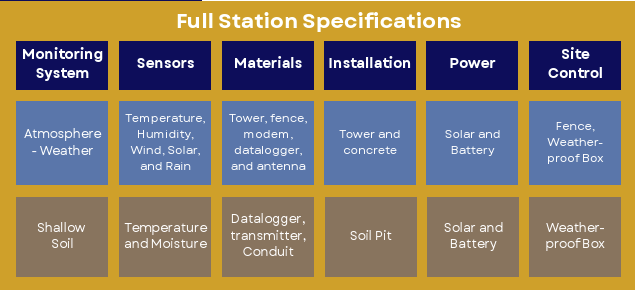 Full Station Specifications
Monitoring
System
Sensors
Materials
Installation
Power
Site
Control
Atmosphere
- Weather
Temperature,
Humidity,
Wind, Solar,
and Rain
Tower, fence,
modem,
datalogger,
and antenna
Tower and
concrete
Solar and
Battery
Fence,
Weather-
proof Box
Shallow
Soil
Temperature
and Moisture
Datalogger,
transmitter,
Conduit
Soil Pit
Solar and
Battery
Weather-
proof Box